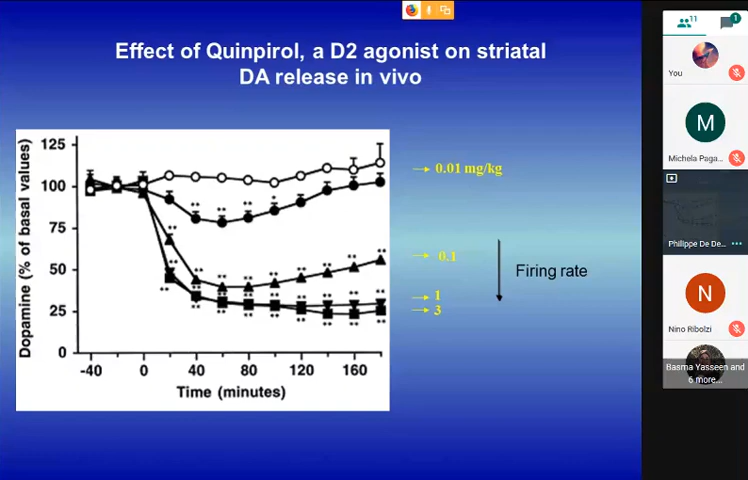 11
1
Effect of Quinpirol, a D2 agonist on striatal
DA release in vivo
You
Michela Paga...
Philippe De De...
Nino Ribolzi
Basma Yasseen and
6 more...
M
N
Dopamine (% of basal values)
125
100
75
50
25
0
-40
0
40
80
120
160
Time (minutes)
0.01 mg/kg
0.1
1
3
Firing rate